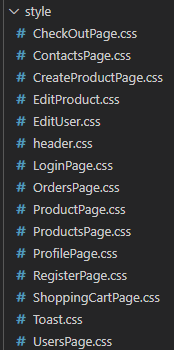 style
# CheckOutPage.css
# ContactsPage.css
# CreateProductPage.css
# EditProduct.css
# EditUser.css
# header.css
# LoginPage.css
# OrdersPage.css
# ProductPage.css
# ProductsPage.css
# ProfilePage.css
# RegisterPage.css
# ShoppingCartPage.css
# Toast.css
# UsersPage.css